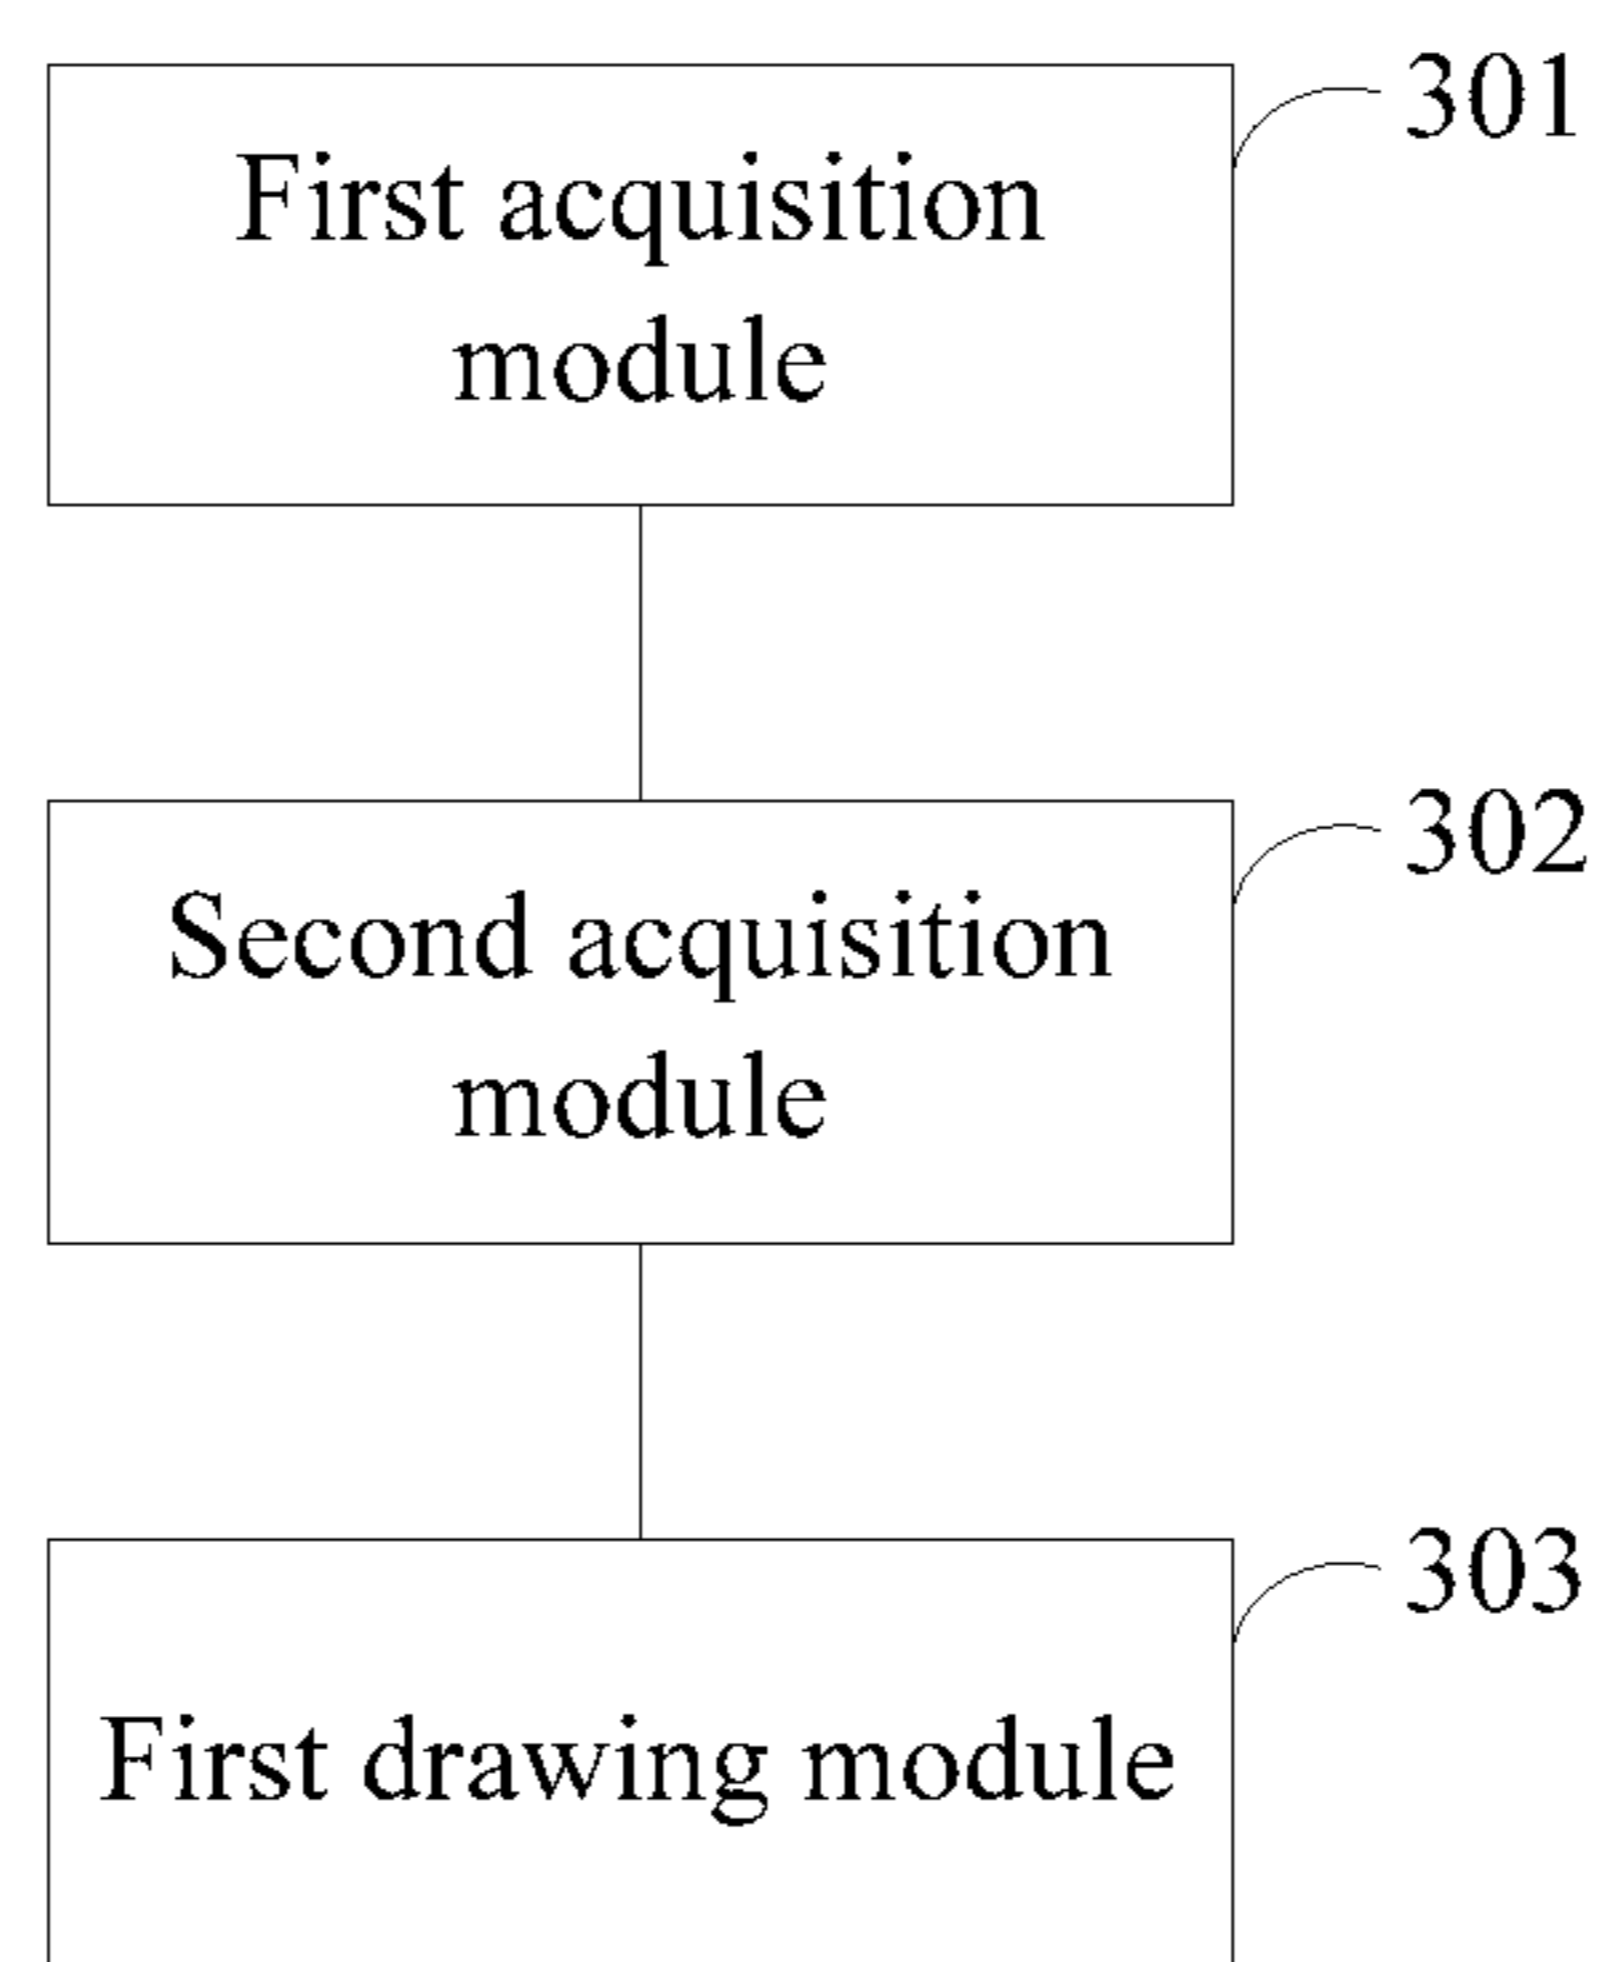 301
First acquisition
module
302
Second acquisition
module
303
First drawing module